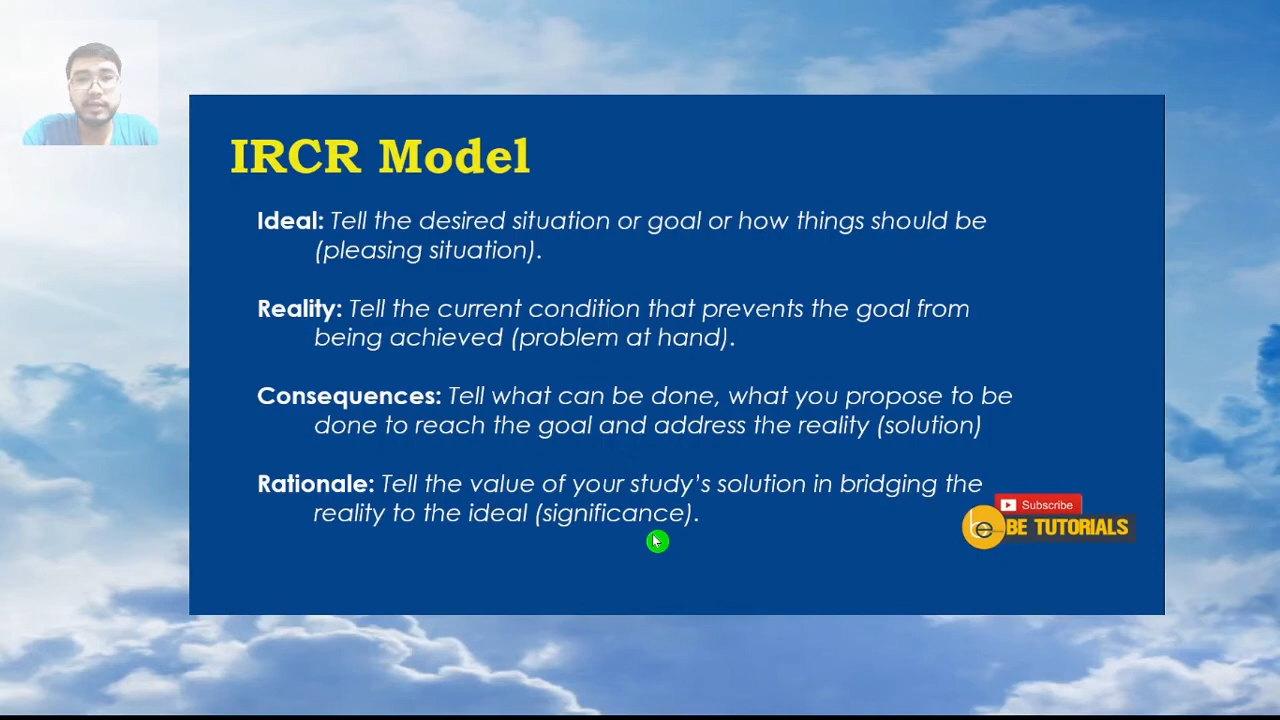 IRCR Model
Ideal: Tell the desired situation or goal or how things should be
(pleasing situation).
Reality: Tell the current condition that prevents the goal from
being achieved (problem at hand).
Consequences: Tell what can be done, what you propose to be
done to reach the goal and address the reality (solution)
Rationale: Tell the value of your study's solution in bridging the
reality to the ideal (significance).
Subscribe
be
BE TUTORIALS